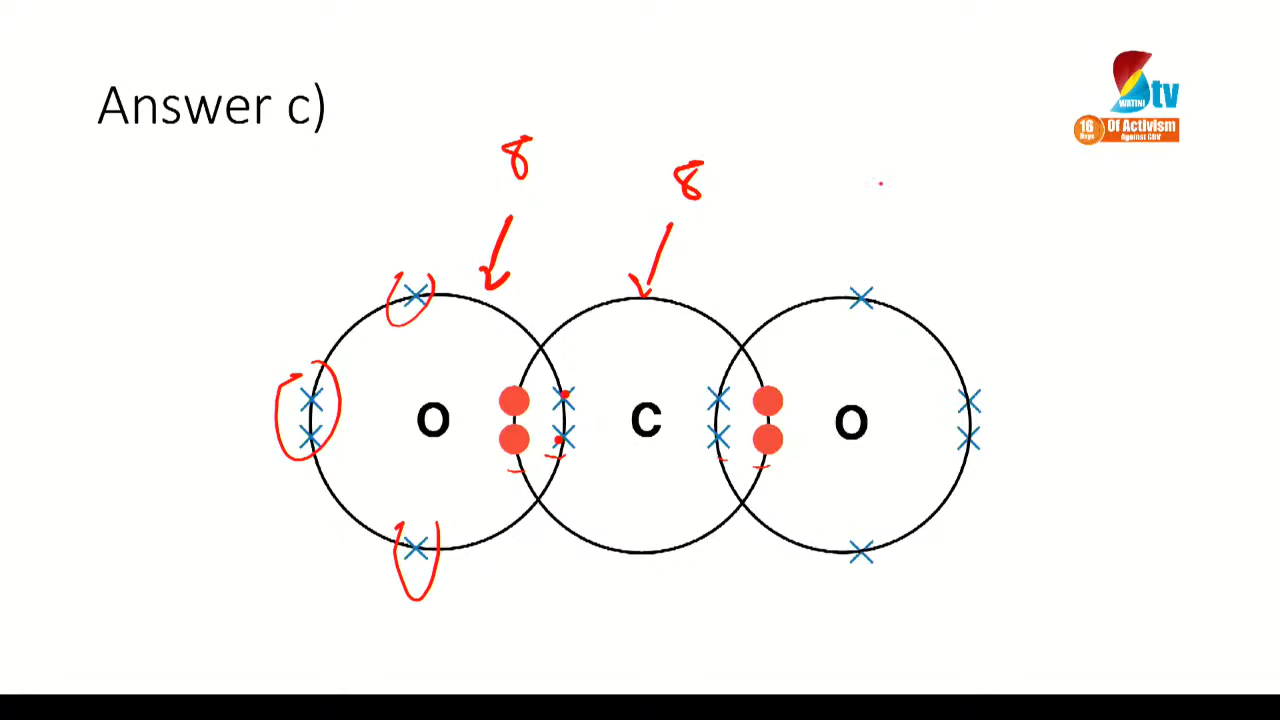 Answer c)
WATINI
tv
16
Days
Of Activism
Against GBV
8
8
O
C
O